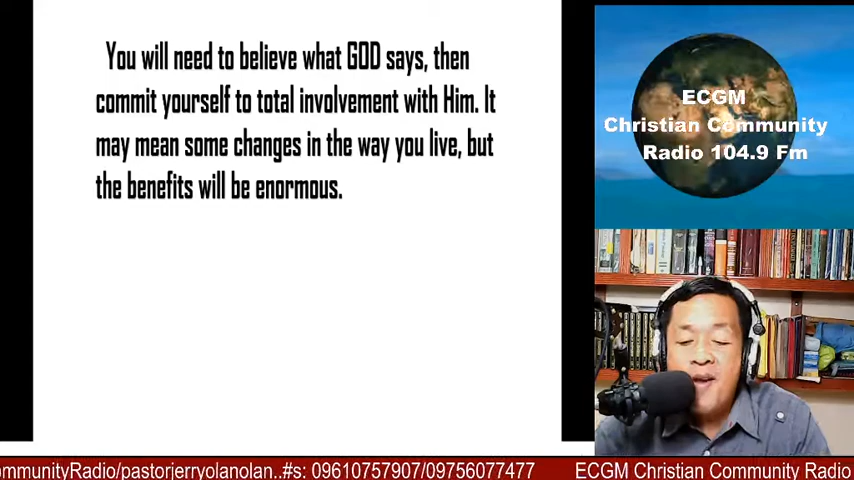 You will need to believe what GOD says, then
commit yourself to total involvement with Him. It
may mean some changes in the way you live, but
the benefits will be enormous.
ECGM
Christian Community
Radio 104.9 Fm
ommunityRadio/pastorjerryolanolan..#s: 09610757907/09756077477 ECGM Christian Community Radio